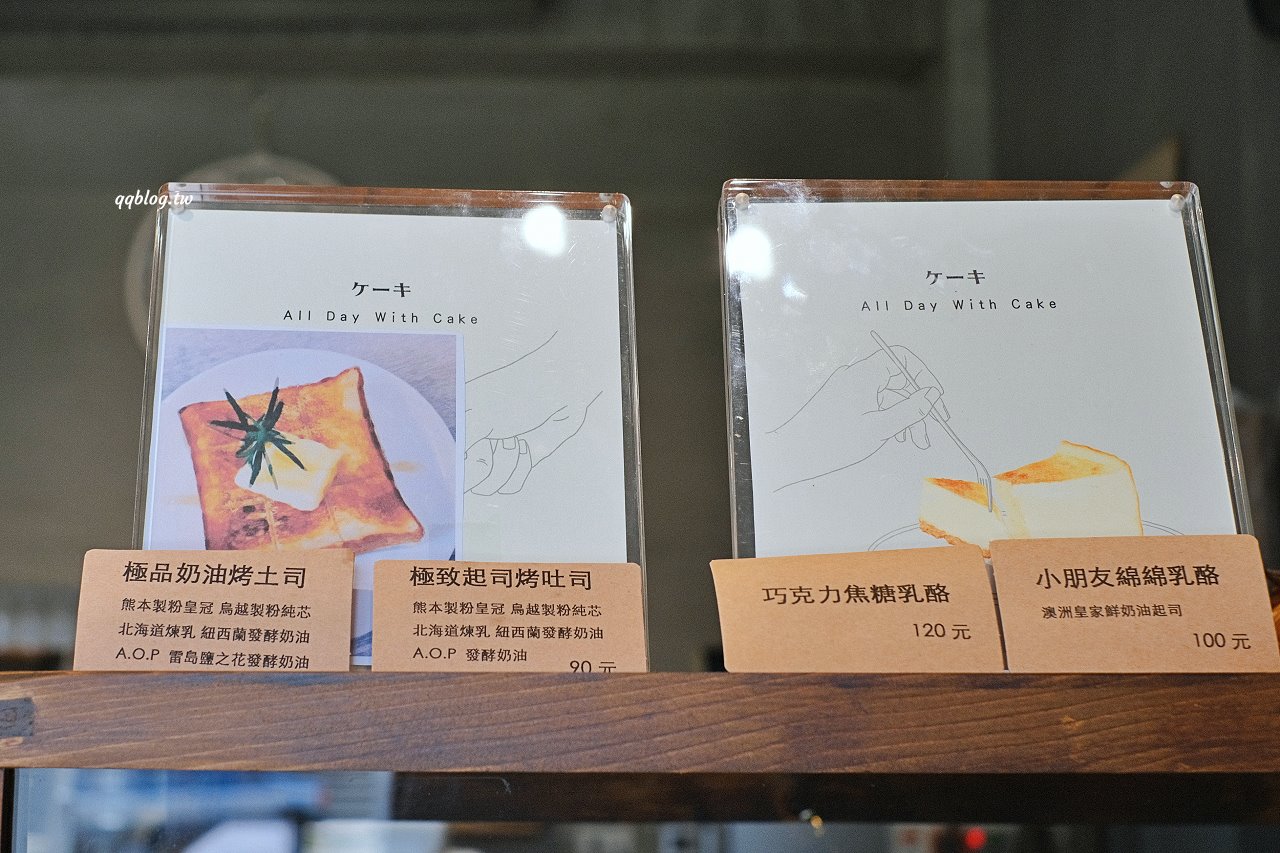 qqblog.tw
ケーキ
All Day With Cake
極品奶油烤土司
熊本製粉皇冠 鳥越製粉純芯
北海道煉乳 紐西蘭發酵奶油
A.O.P 雷島鹽之花發酵奶油
極致起司烤吐司
熊本製粉皇冠 鳥越製粉純芯
北海道煉乳 紐西蘭發酵奶油
A.O.P 發酵奶油
90 元
ケーキ
All Day With Cake
巧克力焦糖乳酪
120 元
小朋友綿綿乳酪
澳洲皇家鮮奶油起司
100 元